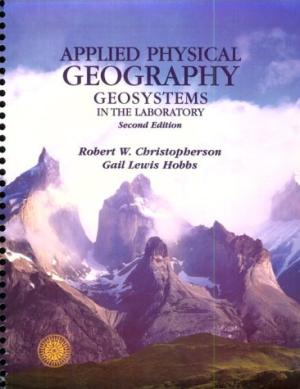 APPLIED PHYSICAL
GEOGRAPHY
GEOSYSTEMS
IN THE LABORATORY
Second Edition
Robert W. Christopherson
Gail Lewis Hobbs